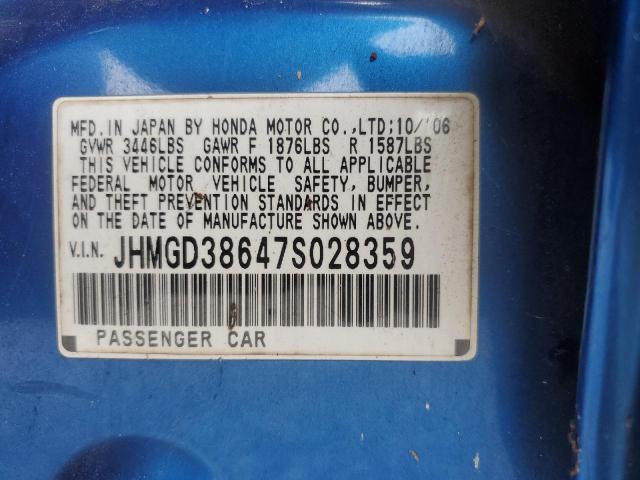 MFD. IN JAPAN BY HONDA MOTOR CO.,LTD:10/'06
GVWR 3446LBS GAWR F 1876LBS R 1587LBS
THIS VEHICLE CONFORMS TO ALL APPLICABLE
FEDERAL MOTOR VEHICLE SAFETY, BUMPER,
AND THEFT PREVENTION STANDARDS IN EFFECT
ON THE DATE OF MANUFACTURE SHOWN ABOVE.
V.I.N. JHMGD38647S028359
PASSENGER CAR